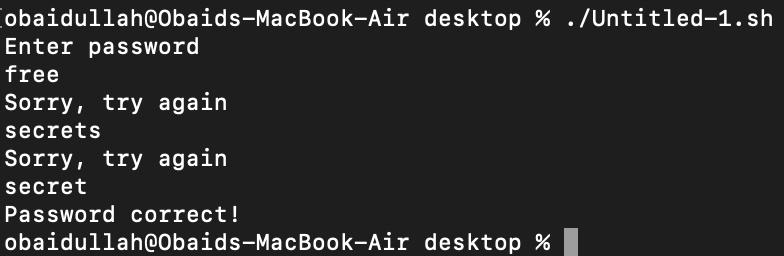 [obaidullah@Obaids-MacBook-Air desktop % ./Untitled-1.sh
Enter password
free
Sorry, try again
secrets
Sorry, try again
secret
Password correct!
obaidullah@Obaids-MacBook-Air desktop %